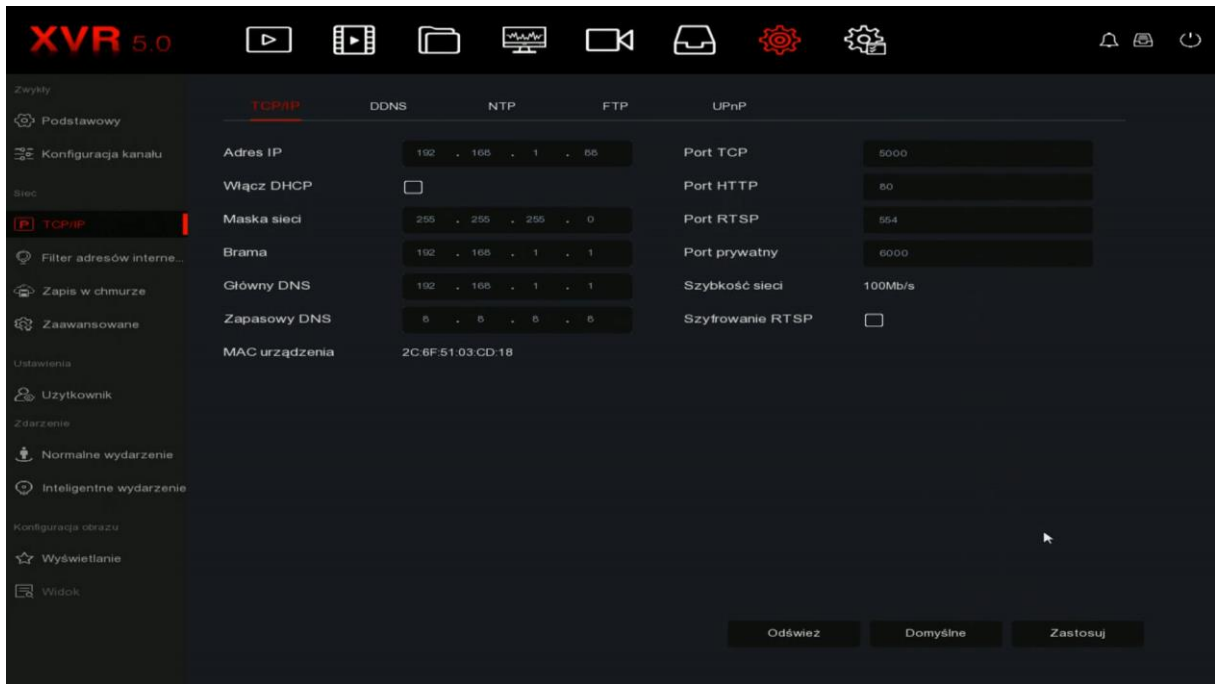 XVR 5.0
Zwykły
Podstawowy
Konfiguracja kanału
Sieć
TCP/IP
Filter adresów interne...
Zapis w chmurze
Zaawansowane
Ustawienia
Użytkownik
Zdarzenie
Normalne wydarzenie
Inteligentne wydarzenie
Konfiguracja obrazu
Wyświetlanie
Widok
TCP/IP DDNS NTP FTP UPnP
Adres IP 192 . 168 . 1 .
Włącz DHCP
Maska sieci 255 . 255 . 255 . 0
Brama 192 . 168 . 1 . 1
Główny DNS 192 . 168 . 1 . 1
Zapasowy DNS 8 . 8 . 8 . 8
MAC urządzenia 2C:6F:51:03:CD:18
Port TCP 5000
Port HTTP 80
Port RTSP 554
Port prywatny 6000
Szybkość sieci 100Mb/s
Szyfrowanie RTSP
Odśwież Domyślne Zastosuj